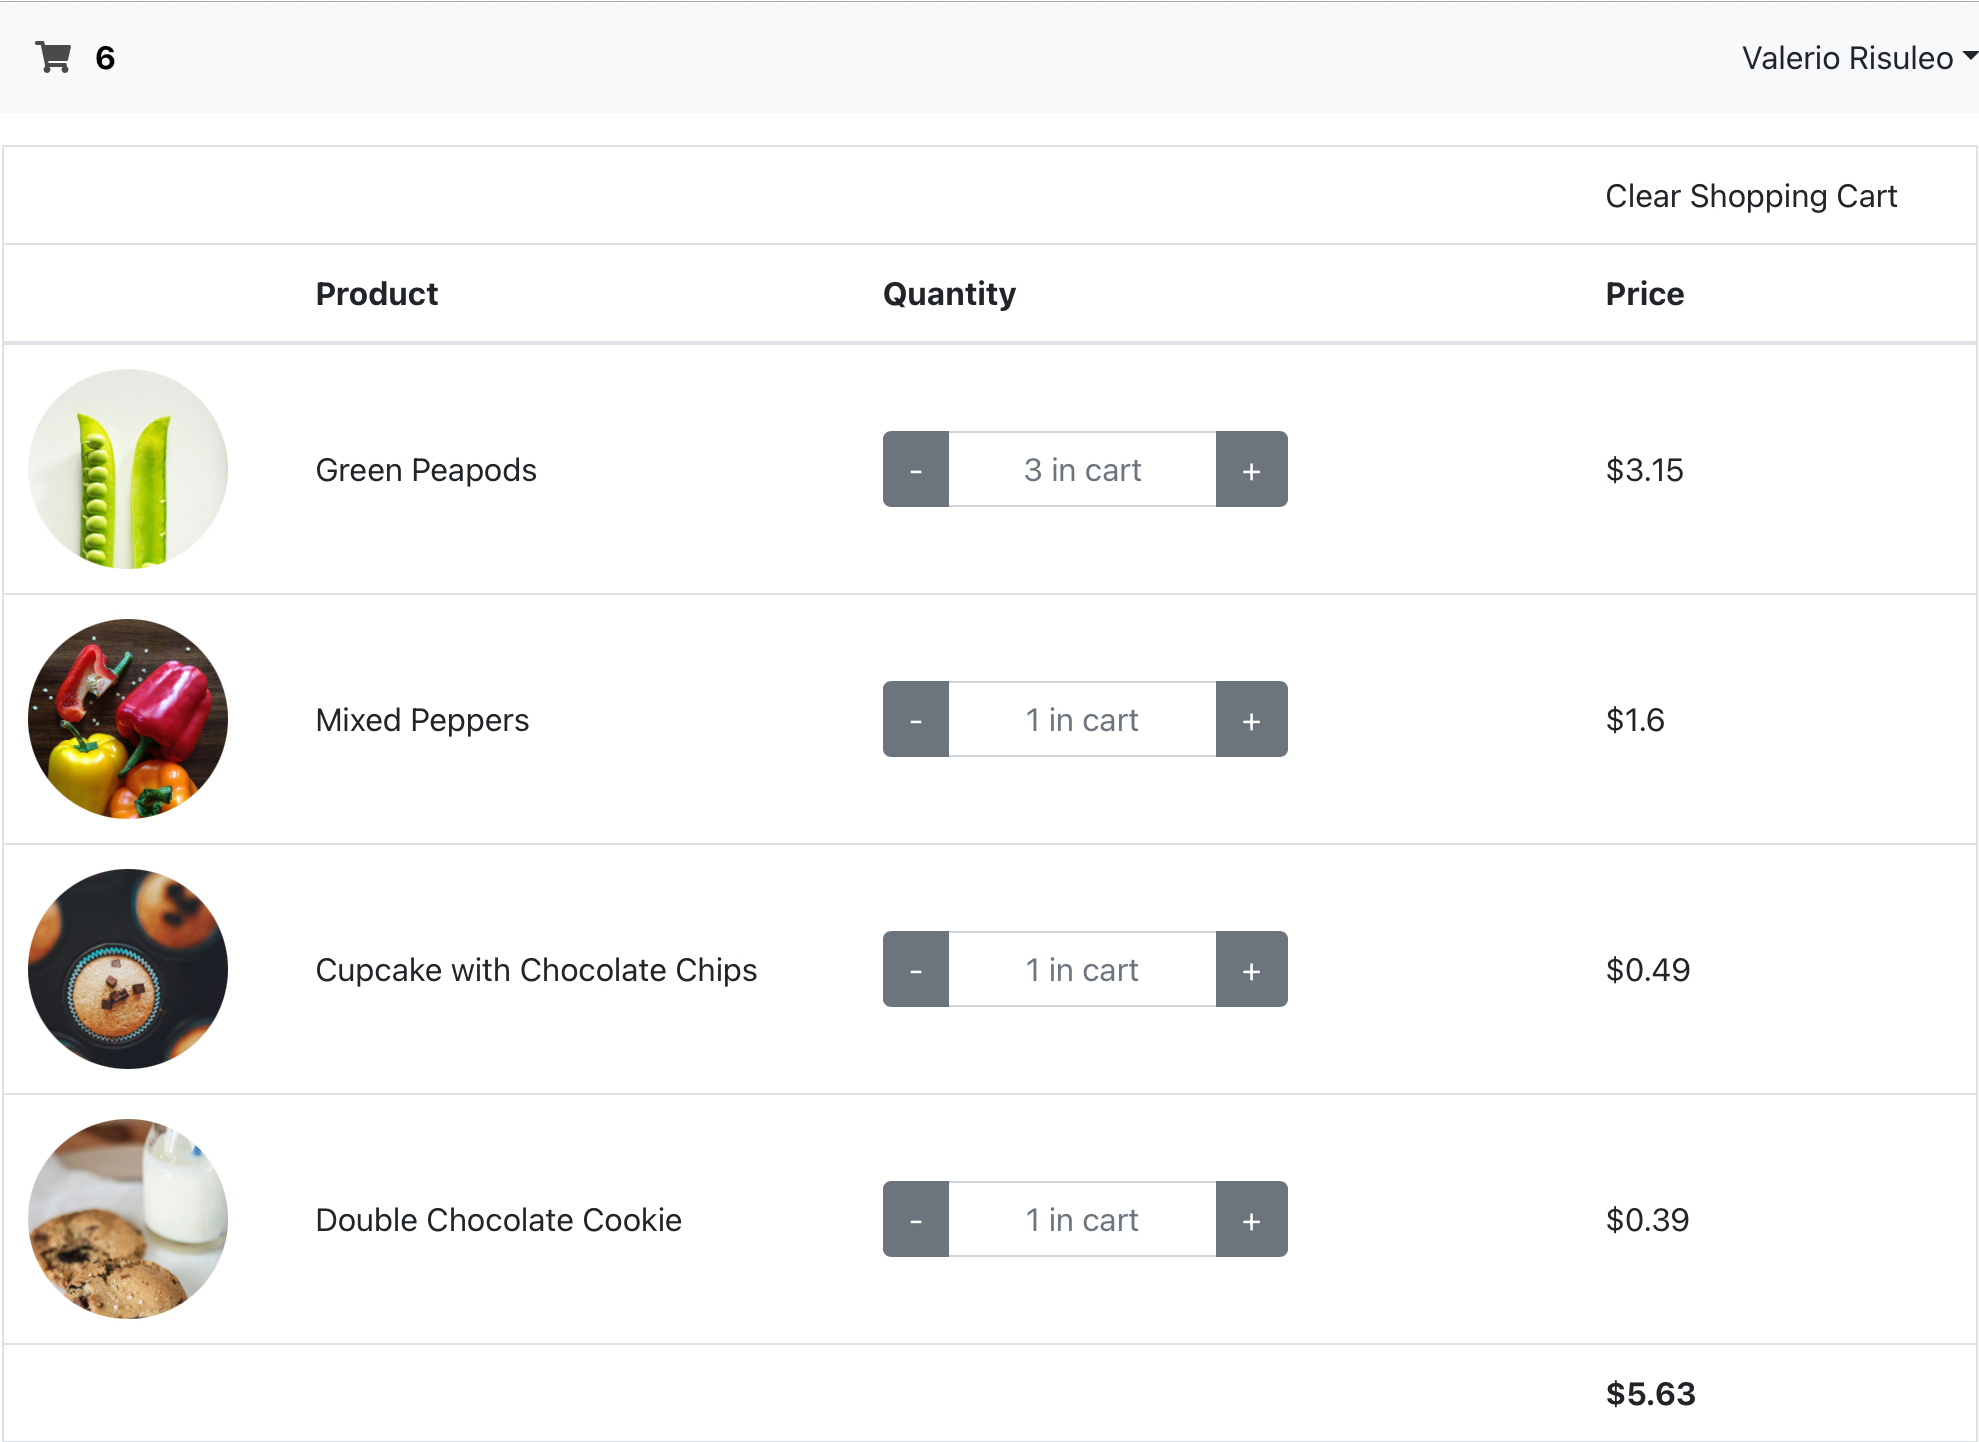 6
Valerio Risuleo
Clear Shopping Cart
Product Quantity Price
Green Peapods - 3 in cart + $3.15
Mixed Peppers - 1 in cart + $1.6
Cupcake with Chocolate Chips - 1 in cart + $0.49
Double Chocolate Cookie - 1 in cart + $0.39
$5.63